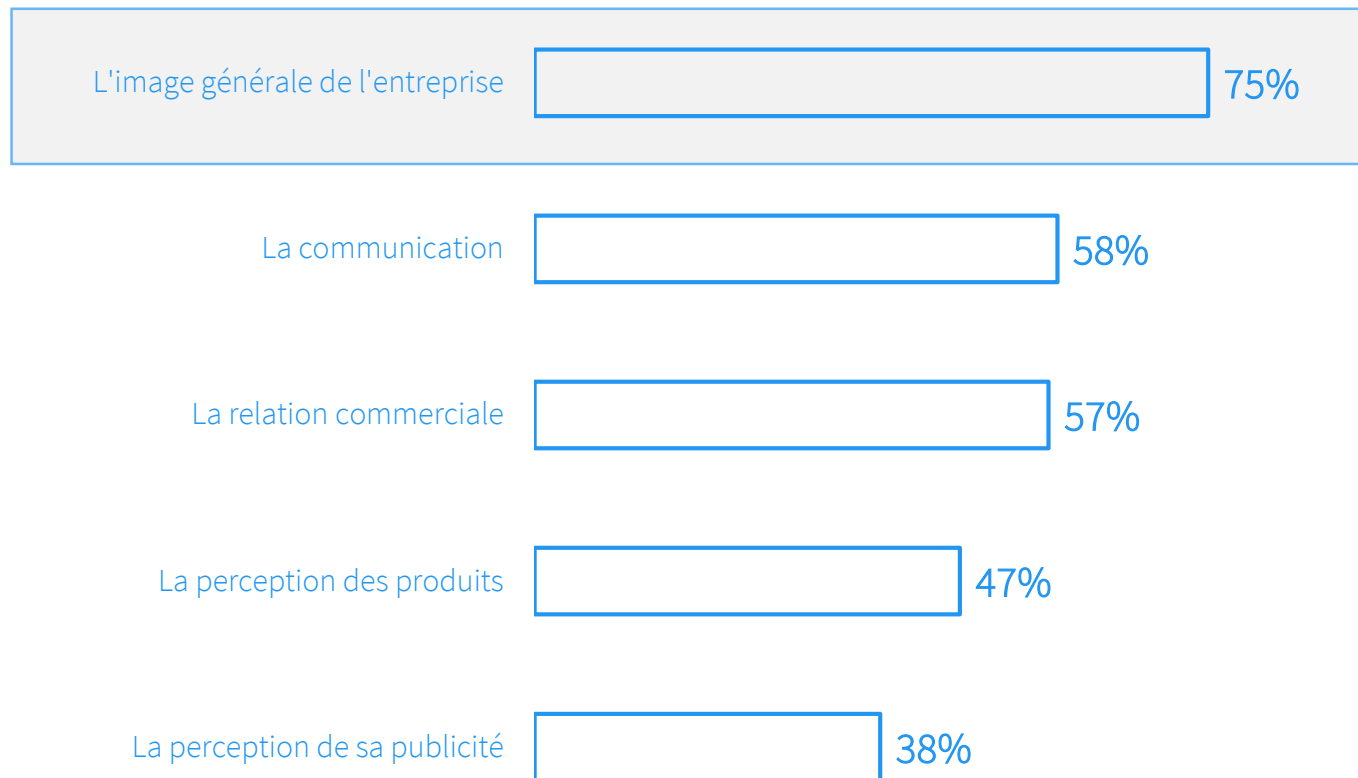 L'image générale de l'entreprise 75%
La communication 58%
La relation commerciale 57%
La perception des produits 47%
La perception de sa publicité 38%